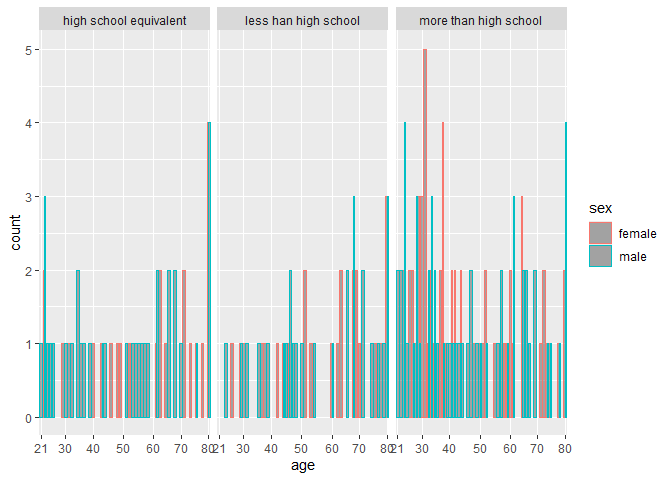 high school equivalent less han high school more than high school
5
4
3
2
1
0
count
21 30 40 50 60 70 80 21 30 40 50 60 70 80 21 30 40 50 60 70 80
age
sex
female
male